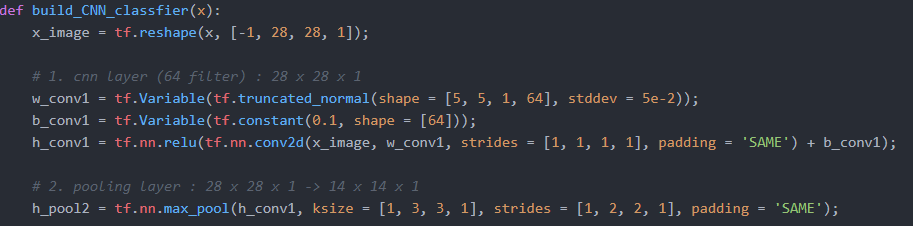 def build_CNN_classfier(x):
    x_image = tf.reshape(x, [-1, 28, 28, 1]);
    # 1. cnn layer (64 filter) : 28 x 28 x 1
    w_conv1 = tf.Variable(tf.truncated_normal(shape = [5, 5, 1, 64], stddev = 5e-2));
    b_conv1 = tf.Variable(tf.constant(0.1, shape = [64]));
    h_conv1 = tf.nn.relu(tf.nn.conv2d(x_image, w_conv1, strides = [1, 1, 1, 1], padding = 'SAME') + b_conv1);
    # 2. pooling layer : 28 x 28 x 1 -> 14 x 14 x 1
    h_pool2 = tf.nn.max_pool(h_conv1, ksize = [1, 3, 3, 1], strides = [1, 2, 2, 1], padding = 'SAME');